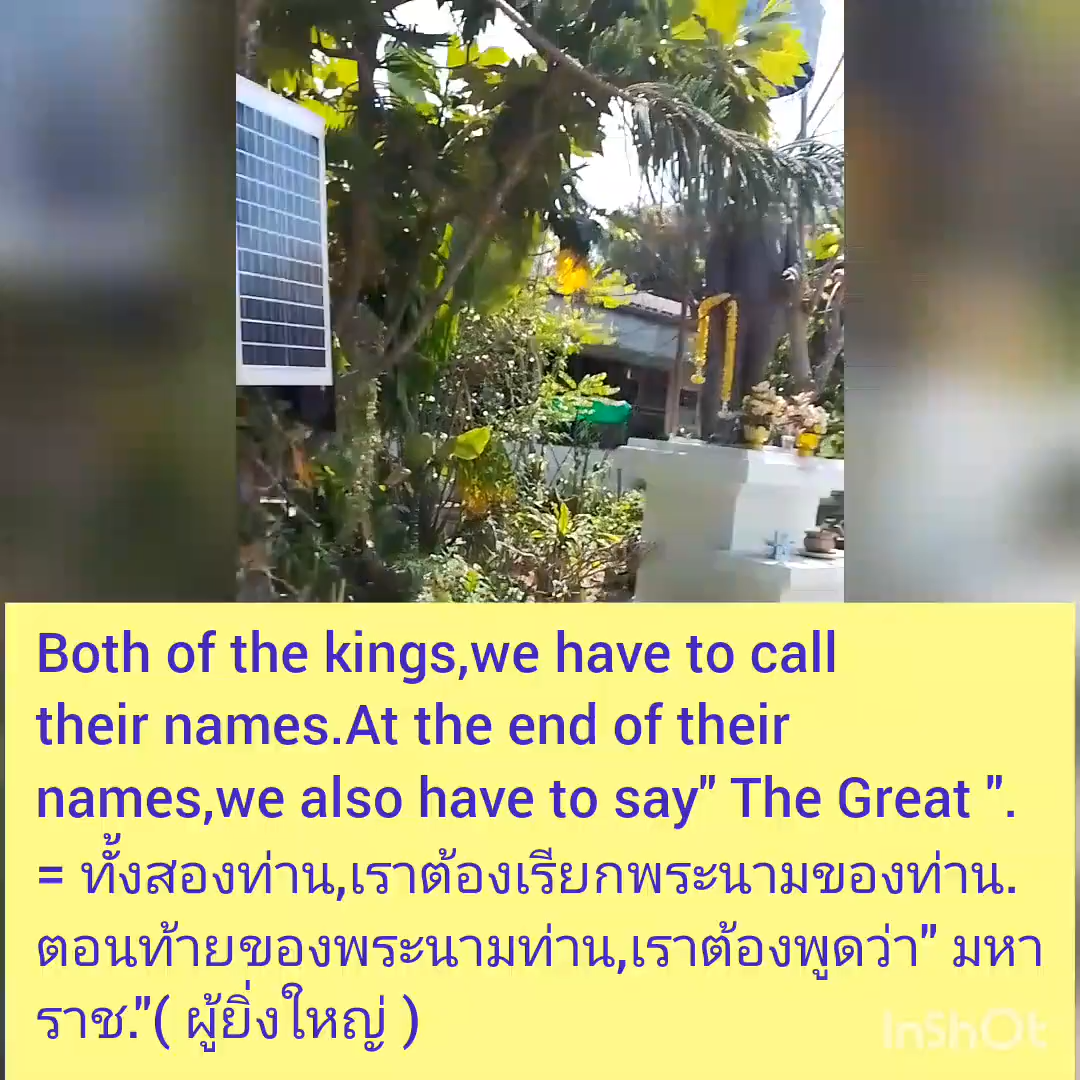 Both of the kings,we have to call
their names.At the end of their
names,we also have to say" The Great ".
= ทั้งสองท่าน,เราต้องเรียกพระนามของท่าน.
ตอนท้ายของพระนามท่าน,เราต้องพูดว่า" มหา
ราช."( ผู้ยิ่งใหญ่ )
InShOt